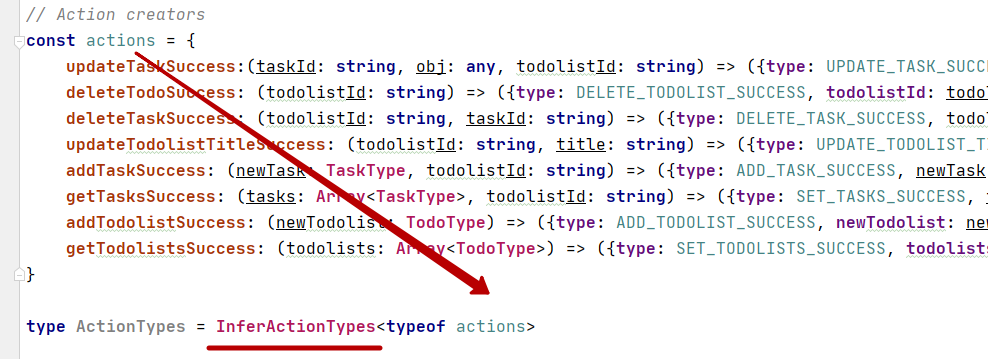 // Action creators
const actions = {
updateTaskSuccess:(taskId: string, obj: any, todolistId: string) => ({type: UPDATE_TASK_SUCC
deleteTodoSuccess: (todolistId: string) => ({type: DELETE_TODOLIST_SUCCESS, todolistId: todo
deleteTaskSuccess: (todolistId: string, taskId: string) => ({type: DELETE_TASK_SUCCESS, todo
updateTodolistTitleSuccess: (todolistId: string, title: string) => ({type: UPDATE_TODOLIST_T
addTaskSuccess: (newTask: TaskType, todolistId: string) => ({type: ADD_TASK_SUCCESS, newTask
getTasksSuccess: (tasks: Array<TaskType>, todolistId: string) => ({type: SET_TASKS_SUCCESS,
addTodolistSuccess: (newTodolist: TodoType) => ({type: ADD_TODOLIST_SUCCESS, newTodolist: ne
getTodolistsSuccess: (todolists: Array<TodoType>) => ({type: SET_TODOLISTS_SUCCESS, todolists
}
type ActionTypes = InferActionTypes<typeof actions>